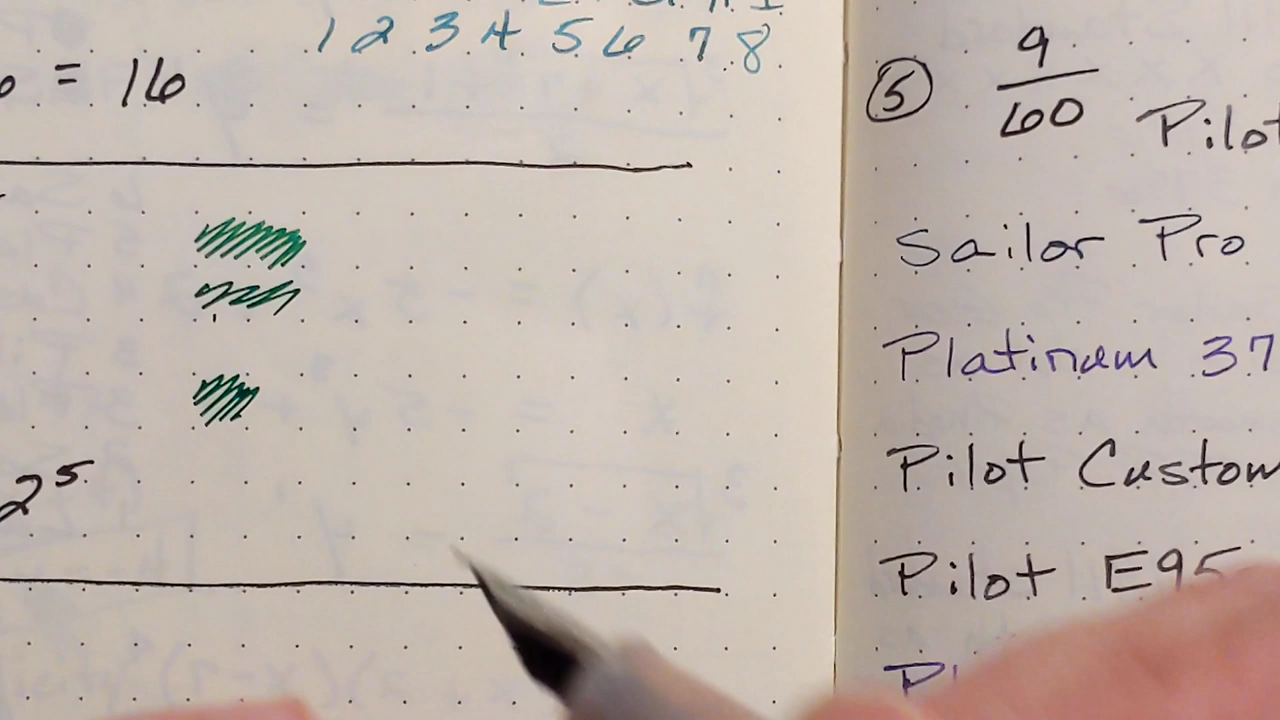 1 2 3 4 5 6 7 8
= 16
2⁵
⑤ 9/60 Pilot
Sailor Pro
Platinum 37
Pilot Custom
Pilot E95